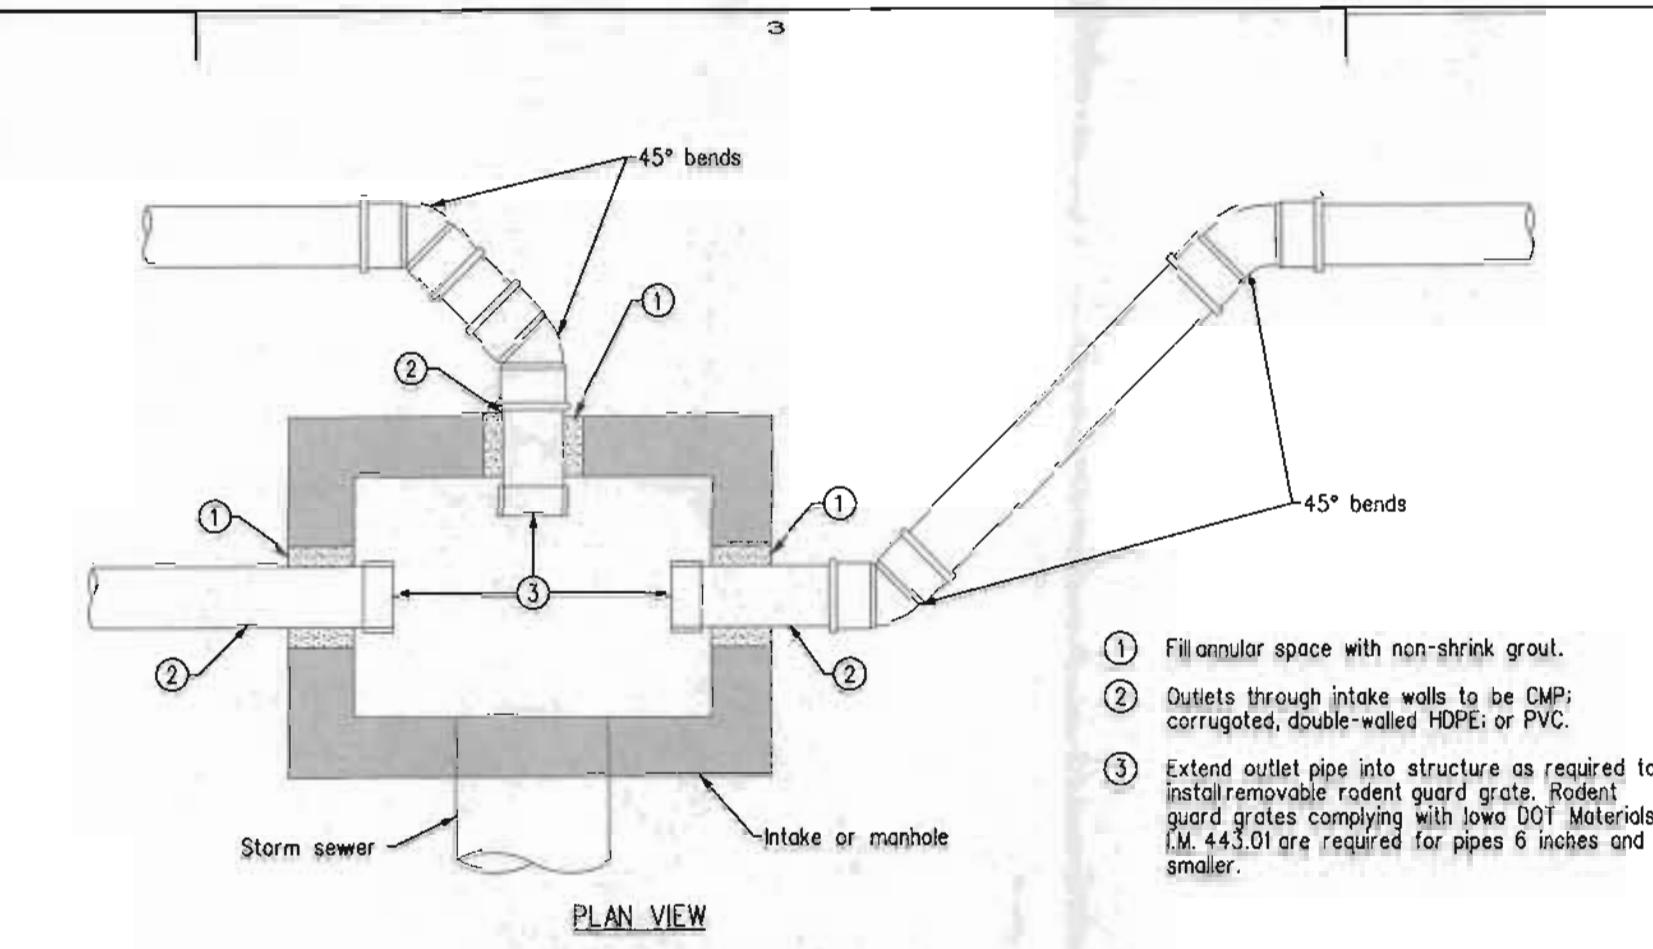 3
45° bends
1
2
1
1
45° bends
3
2
2
Storm sewer
Intake or manhole
PLAN VIEW
1 Fill annular space with non-shrink grout.
2 Outlets through intake walls to be CMP;
corrugated, double-walled HDPE; or PVC.
3 Extend outlet pipe into structure as required to
install removable rodent guard grate. Rodent
guard grates complying with Iowa DOT Materials
I.M. 443.01 are required for pipes 6 inches and
smaller.